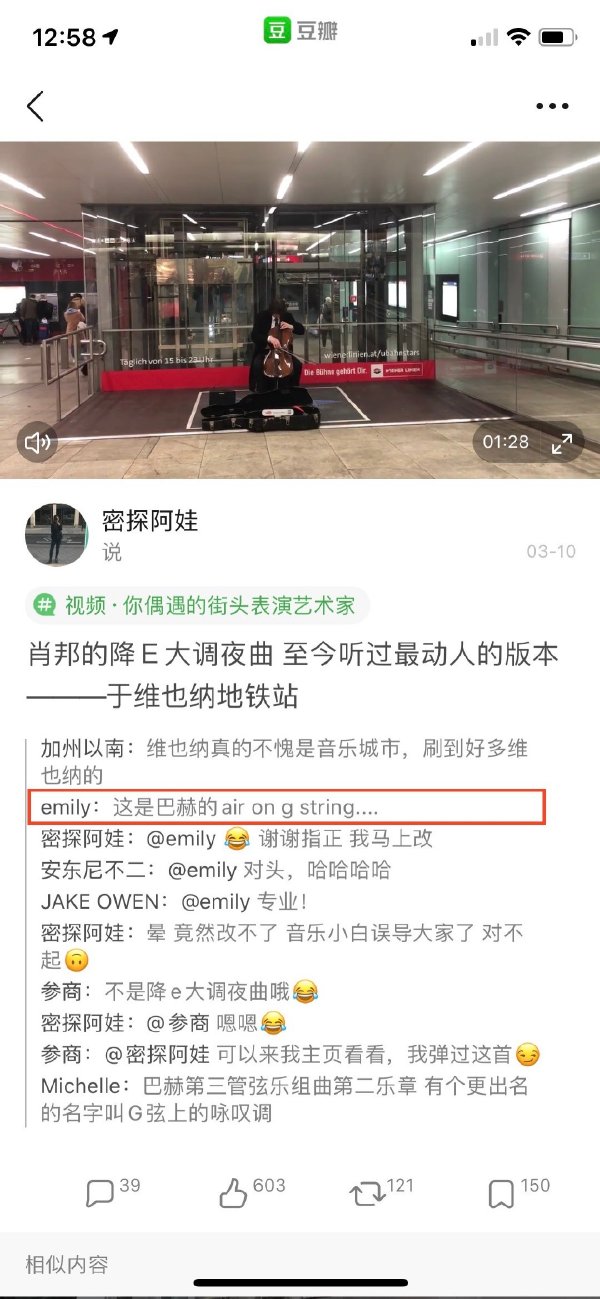 12:58
豆 豆瓣
Täglich von 15 bis 23 Uhr
wienerlinien.at/ubahnstars
Die Bühne gehört Dir.
WIENER LINIEN
01:28
密探阿娃
说
03-10
# 视频·你偶遇的街头表演艺术家
肖邦的降E大调夜曲 至今听过最动人的版本
———于维也纳地铁站
加州以南：维也纳真的不愧是音乐城市，刷到好多维
也纳的
emily：这是巴赫的air on g string....
密探阿娃：@emily 😂 谢谢指正 我马上改
安东尼不二：@emily 对头，哈哈哈哈
JAKE OWEN：@emily 专业！
密探阿娃：晕 竟然改不了 音乐小白误导大家了 对不
起🙃
参商：不是降e大调夜曲哦😂
密探阿娃：@参商 嗯嗯😂
参商：@密探阿娃 可以来我主页看看，我弹过这首😏
Michelle：巴赫第三管弦乐组曲第二乐章 有个更出名
的名字叫G弦上的咏叹调
39
603
121
150
相似内容